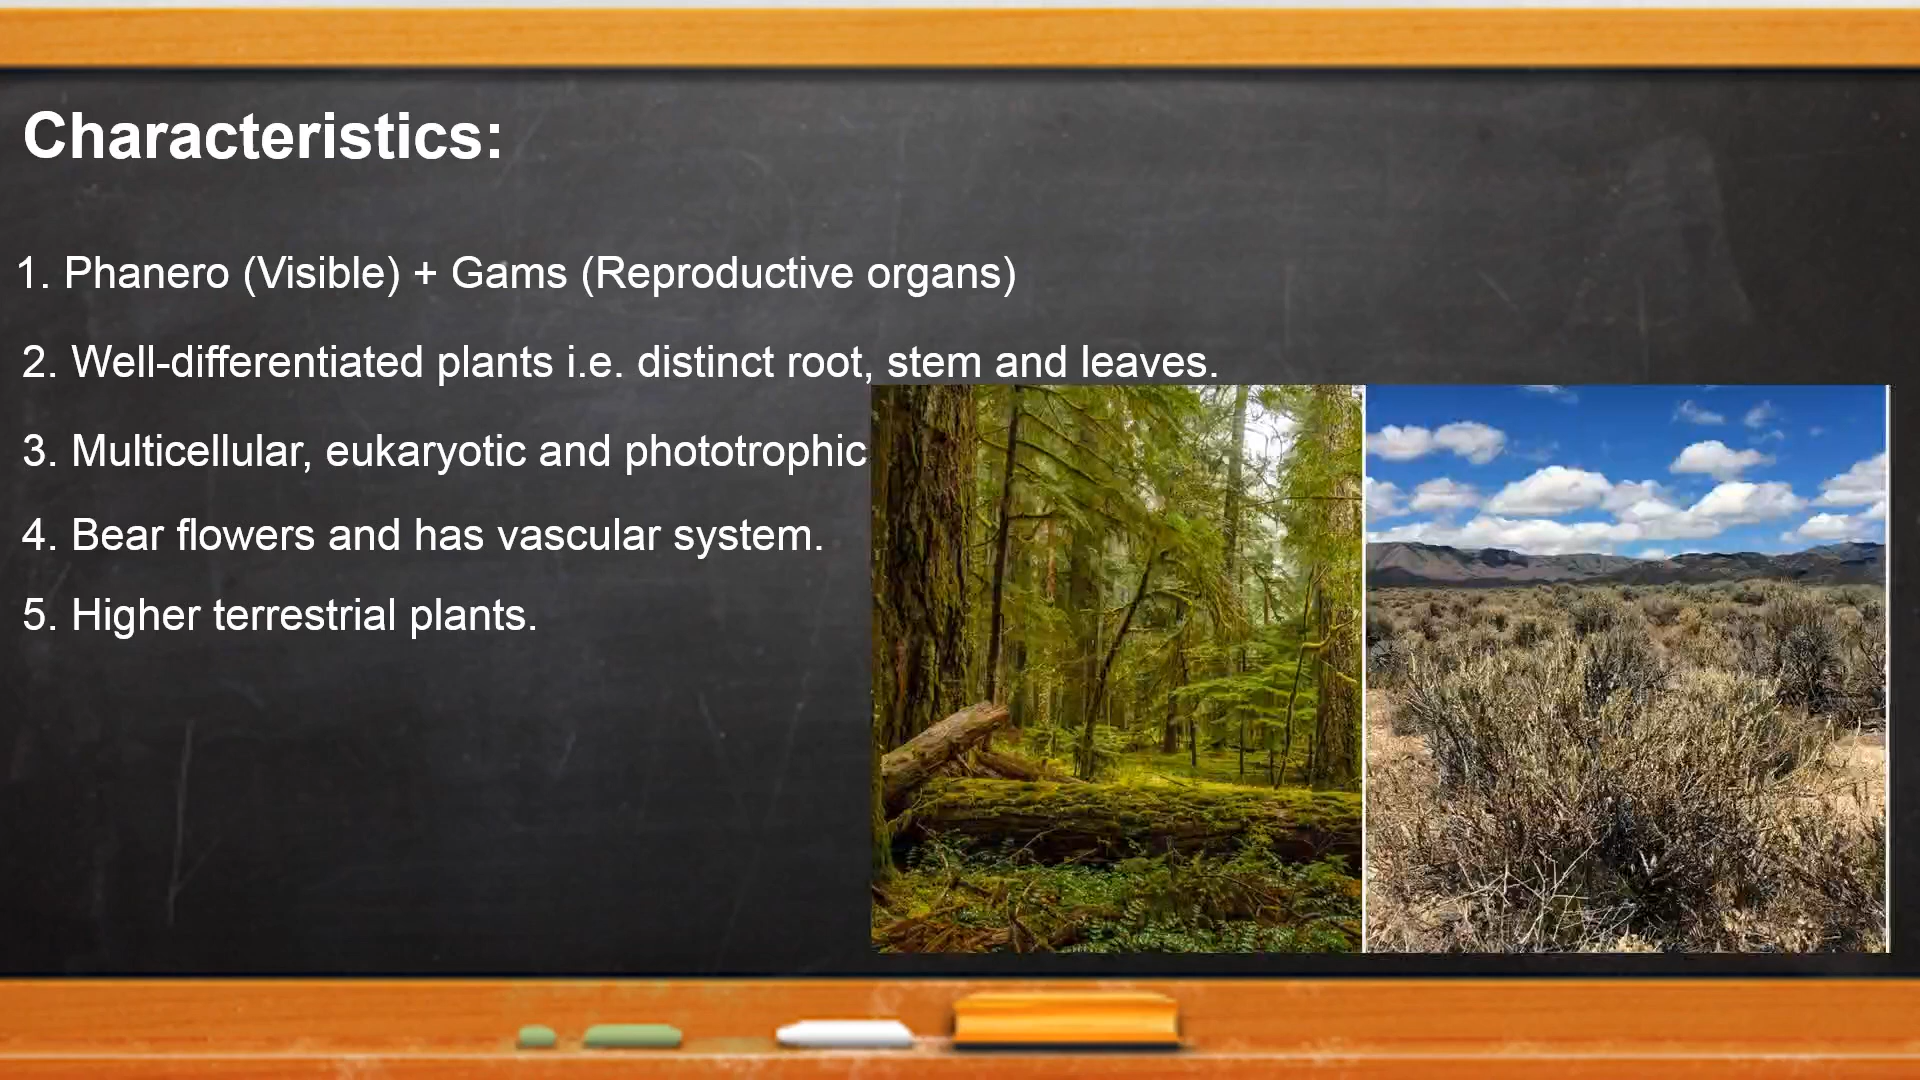 Characteristics:
1. Phanero (Visible) + Gams (Reproductive organs)
2. Well-differentiated plants i.e. distinct root, stem and leaves.
3. Multicellular, eukaryotic and phototrophic
4. Bear flowers and has vascular system.
5. Higher terrestrial plants.